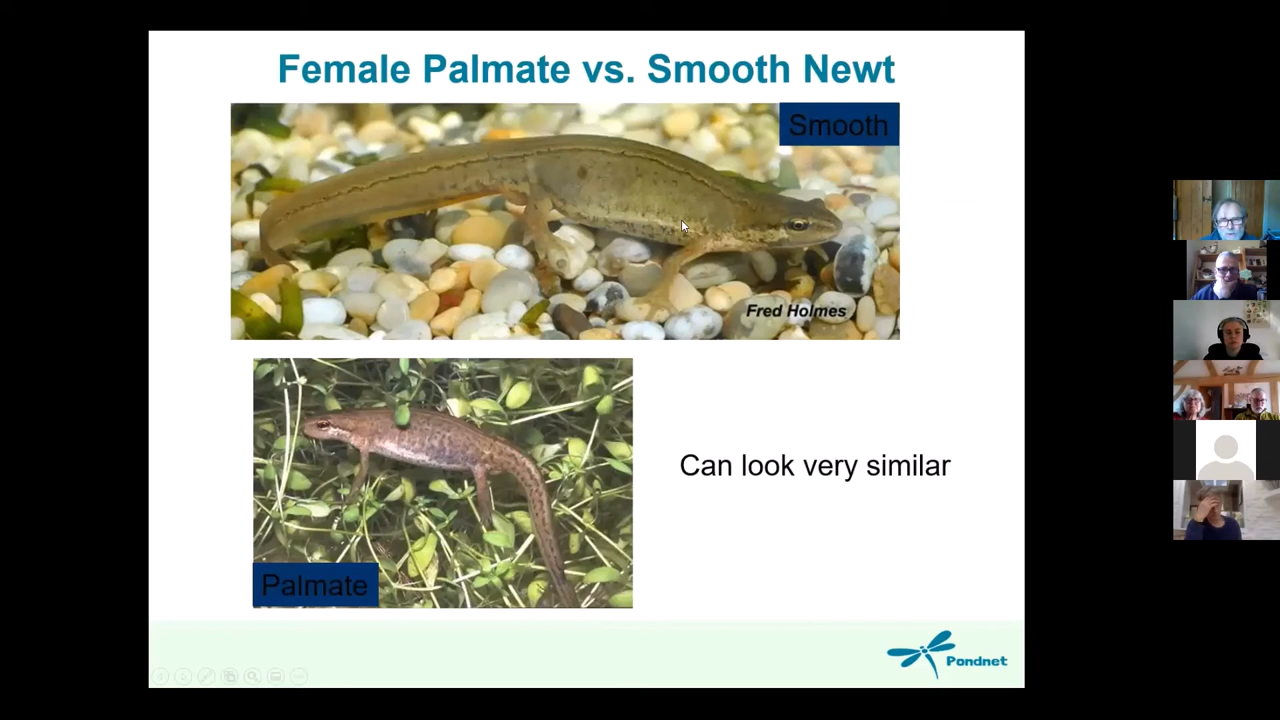 Female Palmate vs. Smooth Newt
Smooth
Fred Holmes
Can look very similar
Palmate
Pondnet